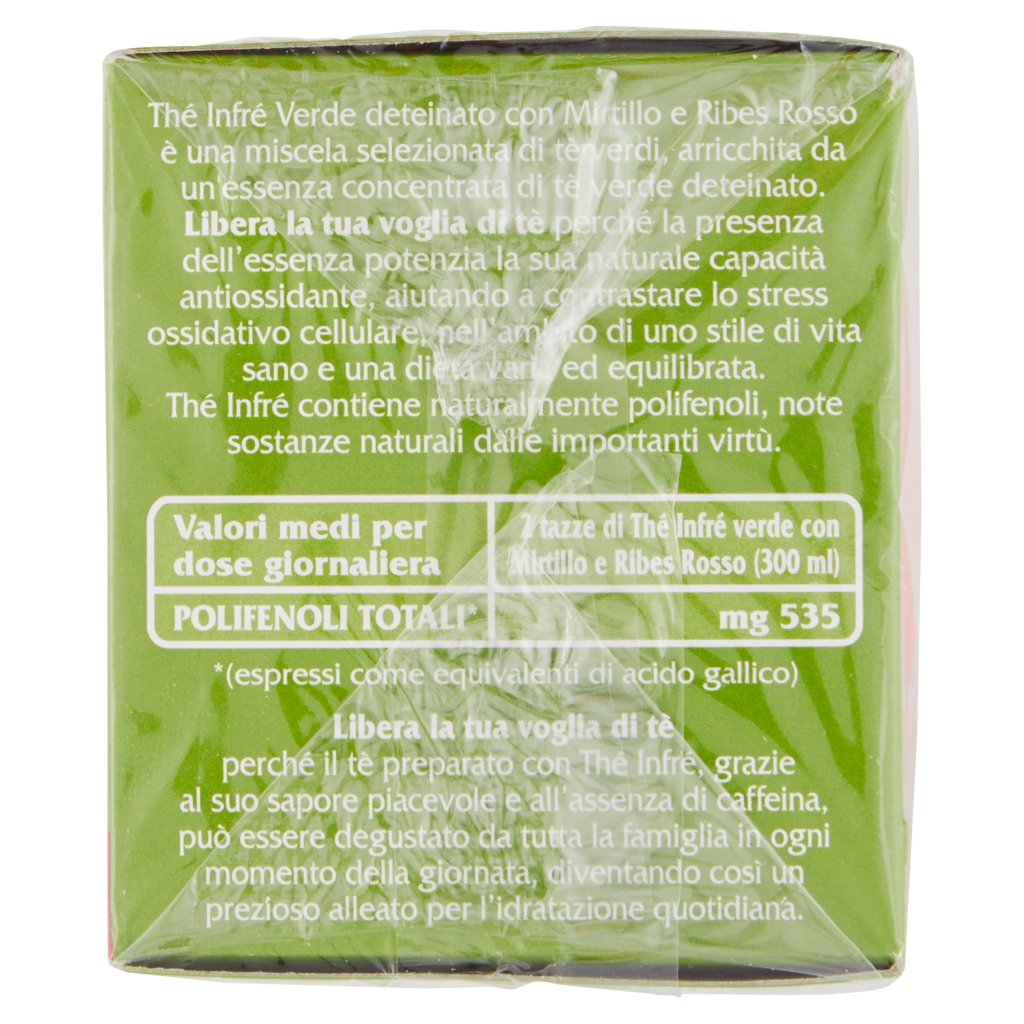 Thé Infré Verde deteinato con Mirtillo e Ribes Rosso
è una miscela selezionata di tè verdi, arricchita da
un'essenza concentrata di tè verde deteinato.
Libera la tua voglia di tè perché la presenza
dell'essenza potenzia la sua naturale capacità
antiossidante, aiutando a contrastare lo stress
ossidativo cellulare, nell'ambito di uno stile di vita
sano e una dieta varia ed equilibrata.
Thé Infré contiene naturalmente polifenoli, note
sostanze naturali dalle importanti virtù.
Valori medi per
dose giornaliera
2 tazze di Thé Infré verde con
Mirtillo e Ribes Rosso (300 ml)
POLIFENOLI TOTALI*
mg 535
*(espressi come equivalenti di acido gallico)
Libera la tua voglia di tè
perché il tè preparato con Thé Infré, grazie
al suo sapore piacevole e all'assenza di caffeina,
può essere degustato da tutta la famiglia in ogni
momento della giornata, diventando così un
prezioso alleato per l'idratazione quotidiana.